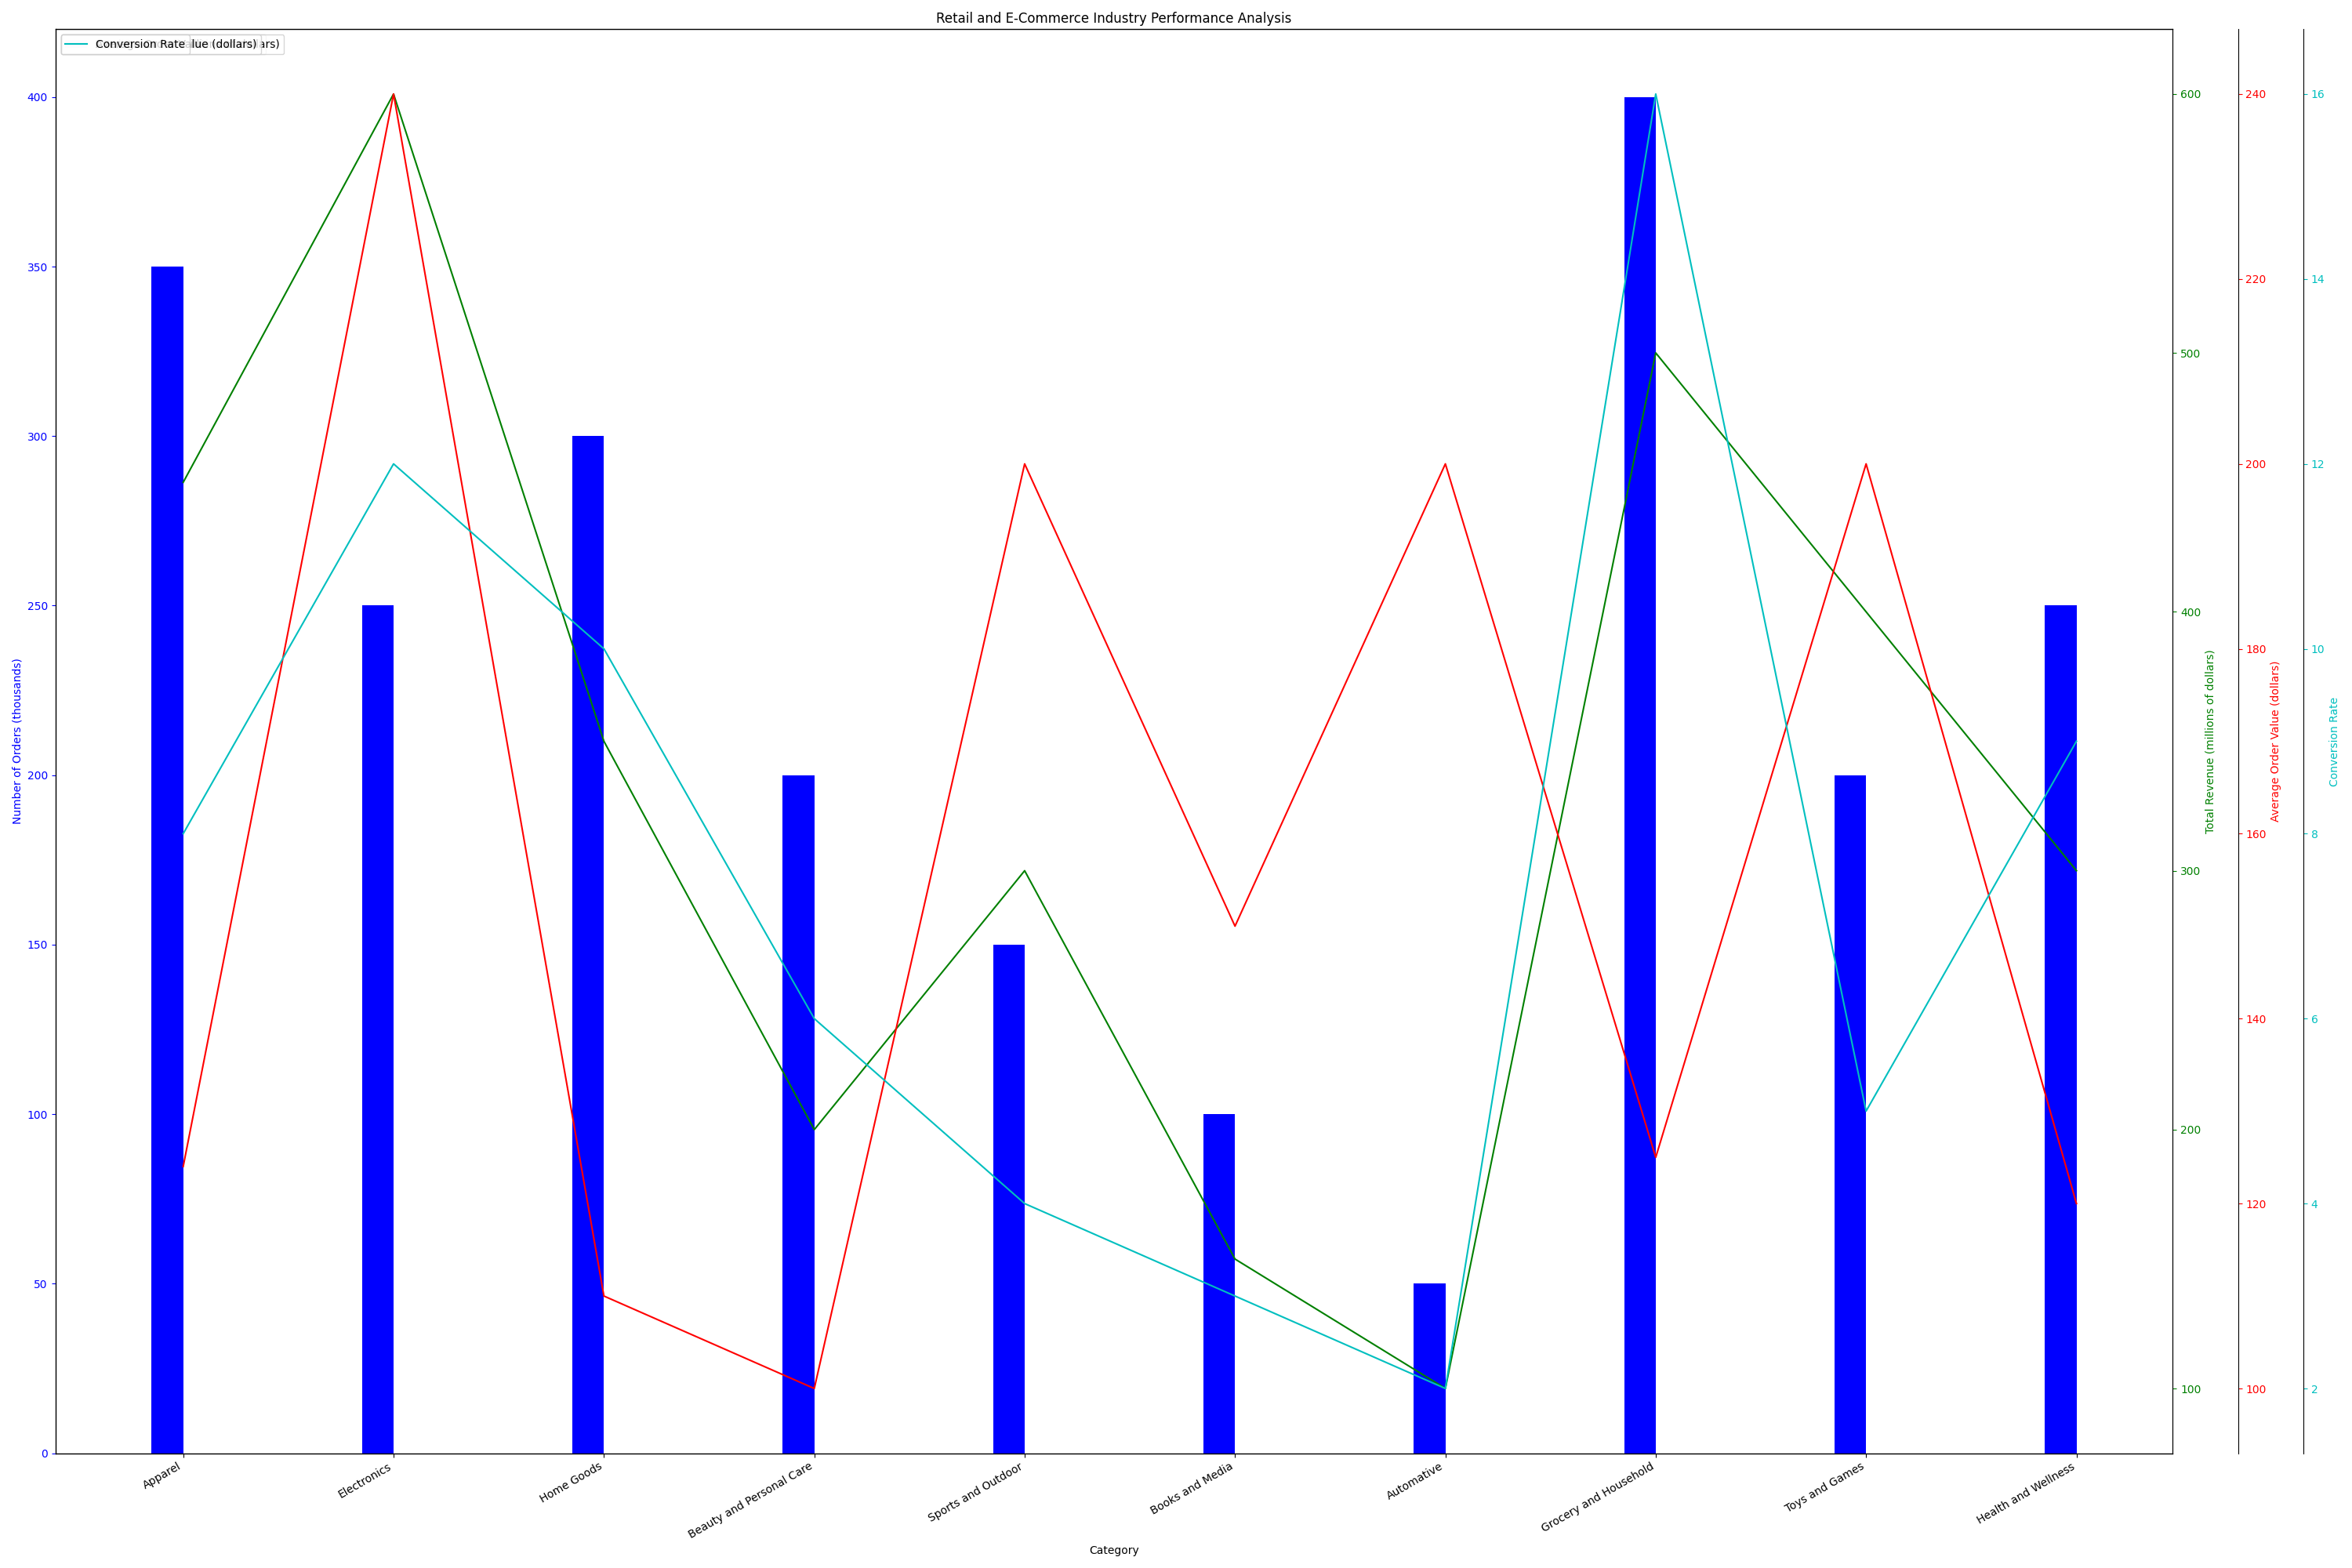 Retail and E-Commerce Industry Performance Analysis
Conversion Rate lue (dollars) ars)
400
350
300
250
200
150
100
50
0
Number of Orders (thousands)
600
500
400
300
200
100
Total Revenue (millions of dollars)
240
220
200
180
160
140
120
100
Average Order Value (dollars)
16
14
12
10
8
6
4
2
Conversion Rate
Apparel
Electronics
Home Goods
Beauty and Personal Care
Sports and Outdoor
Books and Media
Automative
Grocery and Household
Toys and Games
Health and Wellness
Category